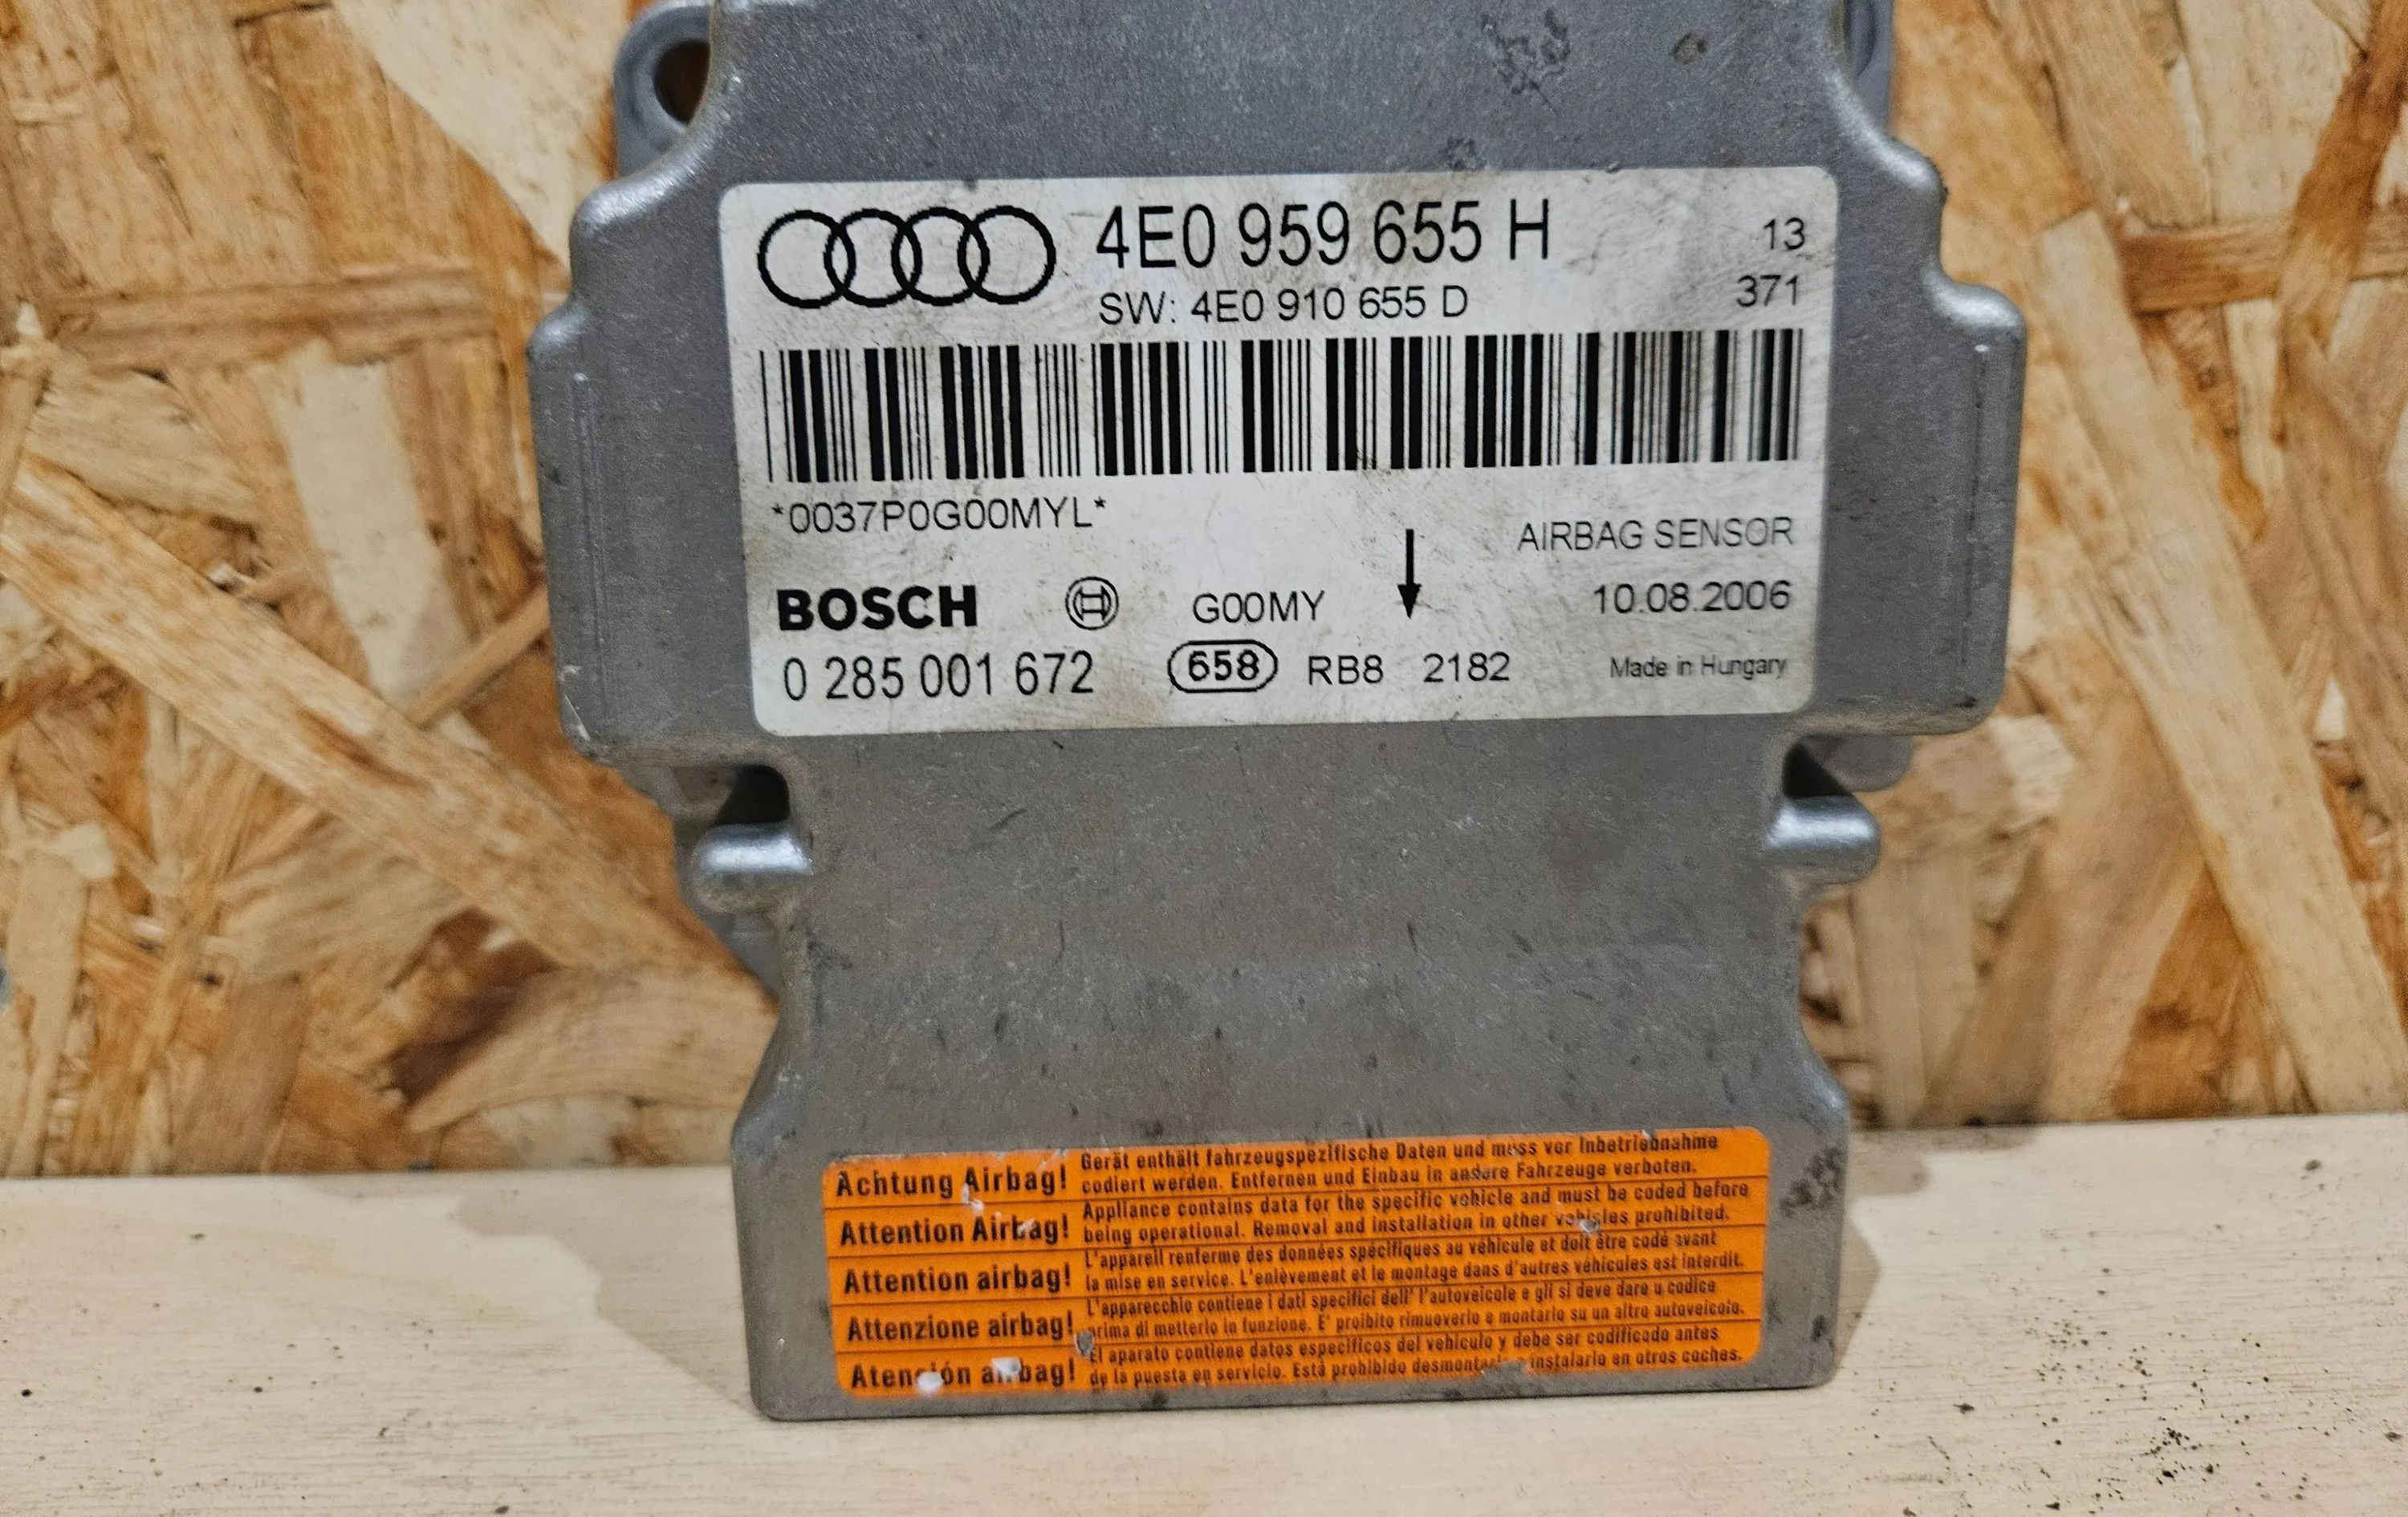 4E0 959 655 H
13
SW: 4E0 910 655 D
371
*0037P0G00MYL*
AIRBAG SENSOR
BOSCH
G00MY
10.08.2006
0 285 001 672
658
RB8 2182
Made in Hungary
Achtung Airbag!
Gerät enthält fahrzeugspezifische Daten und muss vor Inbetriebnahme
codiert werden. Entfernen und Einbau in andere Fahrzeuge verboten.
Attention Airbag!
Appliance contains data for the specific vehicle and must be coded before
being operational. Removal and installation in other vehicles prohibited.
Attention airbag!
L'appareil renferme des données spécifiques au véhicule et doit être codé avant
la mise en service. L'enlèvement et le montage dans d'autres véhicules est interdit.
Attenzione airbag!
L'apparecchio contiene i dati specifici dell' l'autoveicolo e gli si deve dare u codice
prima di metterlo in funzione. E' proibito rimuoverlo e montarlo su un altro autoveicolo.
Atención airbag!
El aparato contiene datos específicos del vehículo y debe ser codificado antes
de la puesta en servicio. Está prohibido instalarlo en otros coches.